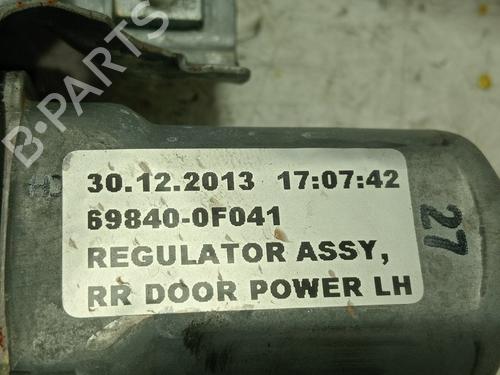 B-PARTS
30.12.2013 17:07:42
69840-0F041
REGULATOR ASSY,
RR DOOR POWER LH
27